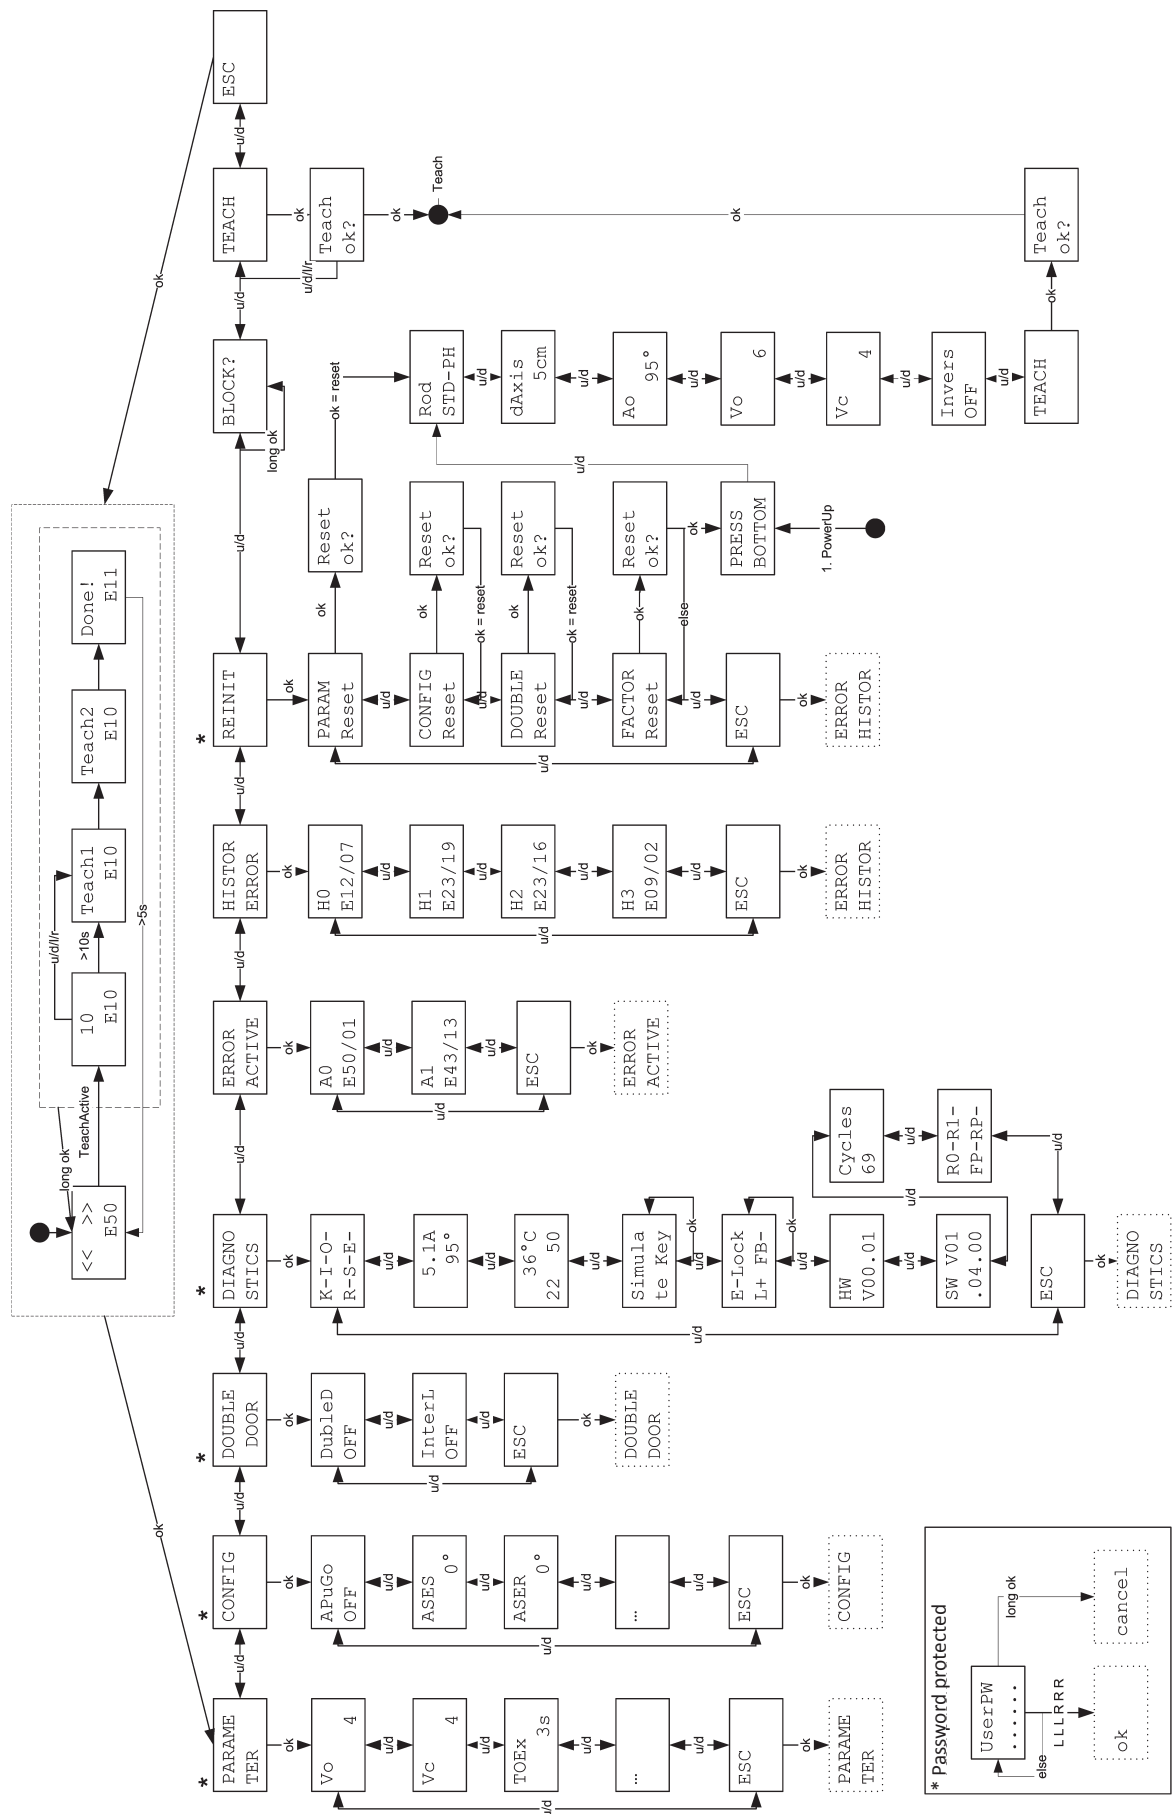 << >>
E50
long ok
TeachActive
10
E10
u/d/l/r
>10s
Teach1
E10
Teach2
E10
Done!
E11
>5s
ok
ok
*
PARAME
TER
u/d
*
CONFIG
u/d
*
DOUBLE
DOOR
u/d
*
DIAGNO
STICS
u/d
ERROR
ACTIVE
u/d
HISTOR
ERROR
u/d
*
REINIT
u/d
BLOCK?
long ok
u/d
TEACH
u/d
ESC
ok
Vo
4
u/d
Vc
4
u/d
TOEx
3s
u/d
...
u/d
ESC
u/d
ok
PARAME
TER
ok
APuGo
OFF
u/d
ASES
0°
u/d
ASER
0°
u/d
...
u/d
ESC
u/d
ok
CONFIG
ok
DubleD
OFF
u/d
InterL
OFF
u/d
ESC
u/d
ok
DOUBLE
DOOR
ok
K-I-O-
R-S-E-
u/d
5.1A
95°
u/d
36°C
22 50
u/d
Simula
te Key
ok
u/d
E-Lock
L+ FB-
ok
u/d
HW
V00.01
u/d
SW V01
.04.00
u/d
Cycles
69
u/d
R0-R1-
FP-RP-
u/d
ESC
u/d
ok
DIAGNO
STICS
ok
A0
E50/01
u/d
A1
E43/13
u/d
ESC
u/d
ok
ERROR
ACTIVE
ok
H0
E12/07
u/d
H1
E23/19
u/d
H2
E23/16
u/d
H3
E09/02
u/d
ESC
u/d
ok
ERROR
HISTOR
ok
PARAM
Reset
ok
Reset
ok?
ok = reset
u/d
CONFIG
Reset
ok
Reset
ok?
ok = reset
u/d
DOUBLE
Reset
ok
Reset
ok?
ok = reset
u/d
FACTOR
Reset
ok
Reset
ok?
else
ok
u/d
ESC
u/d
ok
ERROR
HISTOR
PRESS
BOTTOM
1. PowerUp
u/d
Rod
STD-PH
u/d
dAxis
5cm
u/d
Ao
95°
u/d
Vo
6
u/d
Vc
4
u/d
Invers
OFF
u/d
TEACH
ok
Teach
ok?
ok
ok
Teach
ok?
u/d/l/r
ok
Teach
* Password protected
UserPW
......
else
LLLRRR
long ok
ok
cancel